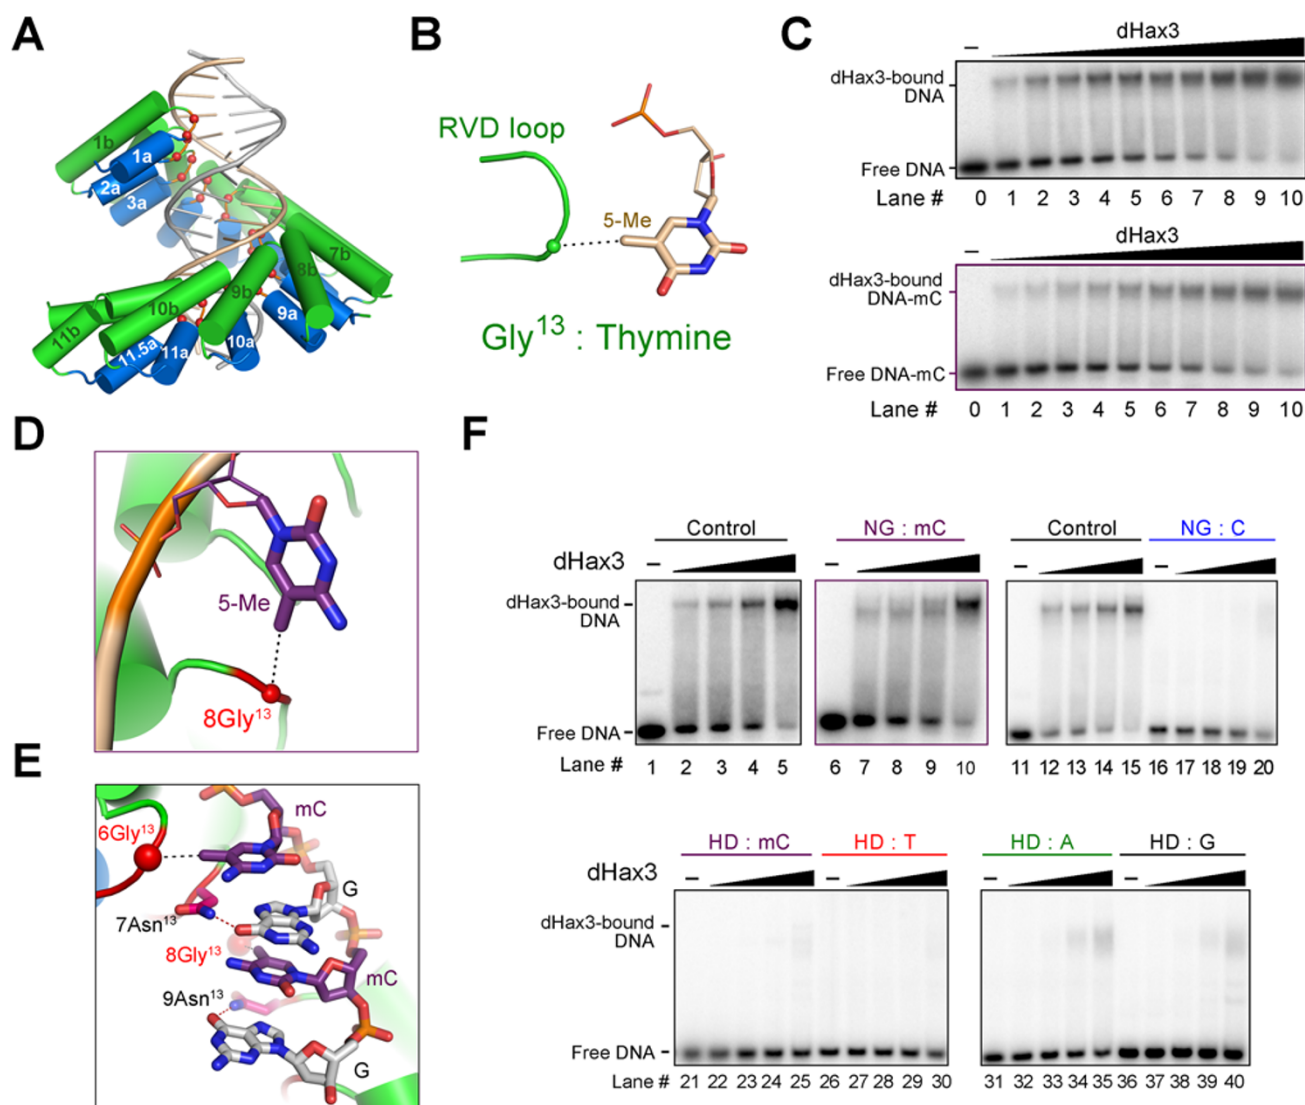 A
1b
1a
2a
3a
7b
8b
9b
10b
9a
11b
10a
11a
11.5a
B
RVD loop
5-Me
Gly13 : Thymine
C
dHax3
–
dHax3-bound
DNA
Free DNA
Lane # 0 1 2 3 4 5 6 7 8 9 10
dHax3
dHax3-bound
DNA-mC
Free DNA-mC
Lane # 0 1 2 3 4 5 6 7 8 9 10
D
5-Me
8Gly13
E
mC
6Gly13
G
7Asn13
8Gly13
mC
9Asn13
G
F
Control NG : mC Control NG : C
dHax3 – – – –
dHax3-bound
DNA
Free DNA
Lane # 1 2 3 4 5 6 7 8 9 10 11 12 13 14 15 16 17 18 19 20
HD : mC HD : T HD : A HD : G
dHax3 – – – –
dHax3-bound
DNA
Free DNA
Lane # 21 22 23 24 25 26 27 28 29 30 31 32 33 34 35 36 37 38 39 40